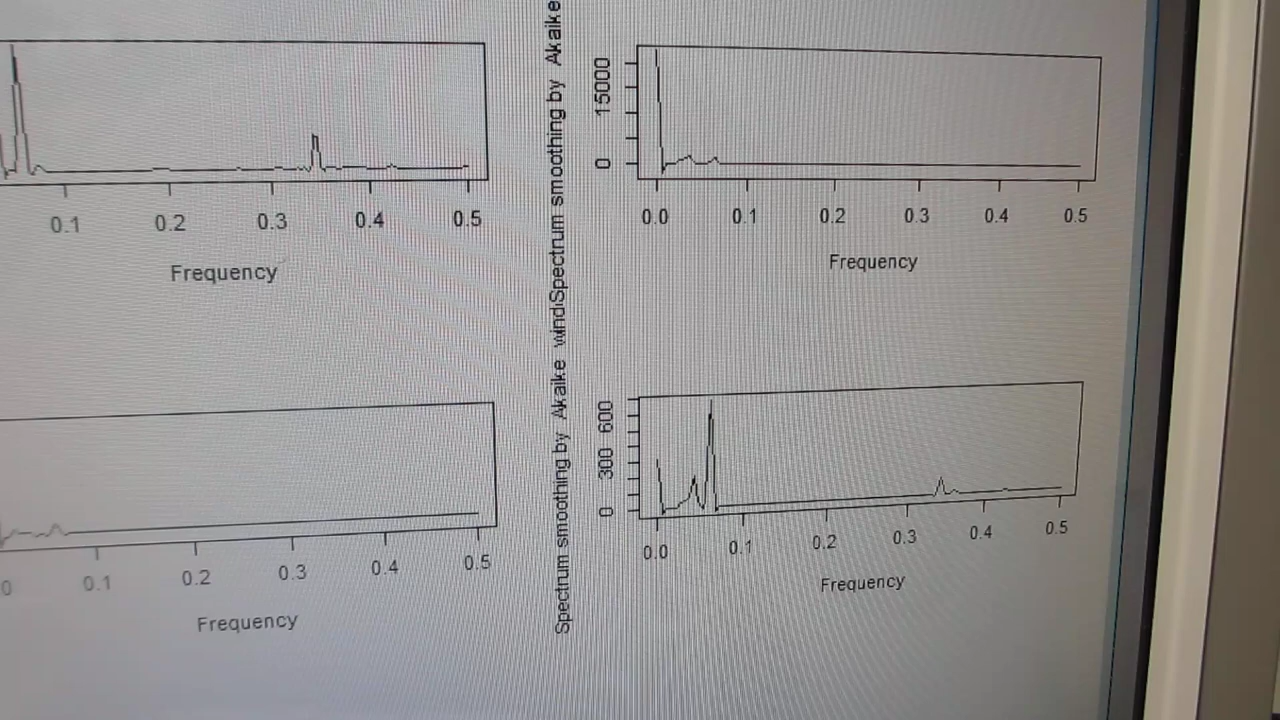 0.1 0.2 0.3 0.4 0.5
Frequency
Spectrum smoothing by Akaike
15000
0
0.0 0.1 0.2 0.3 0.4 0.5
Frequency
0 0.1 0.2 0.3 0.4 0.5
Frequency
Spectrum smoothing by Akaike
600
300
0
0.0 0.1 0.2 0.3 0.4 0.5
Frequency